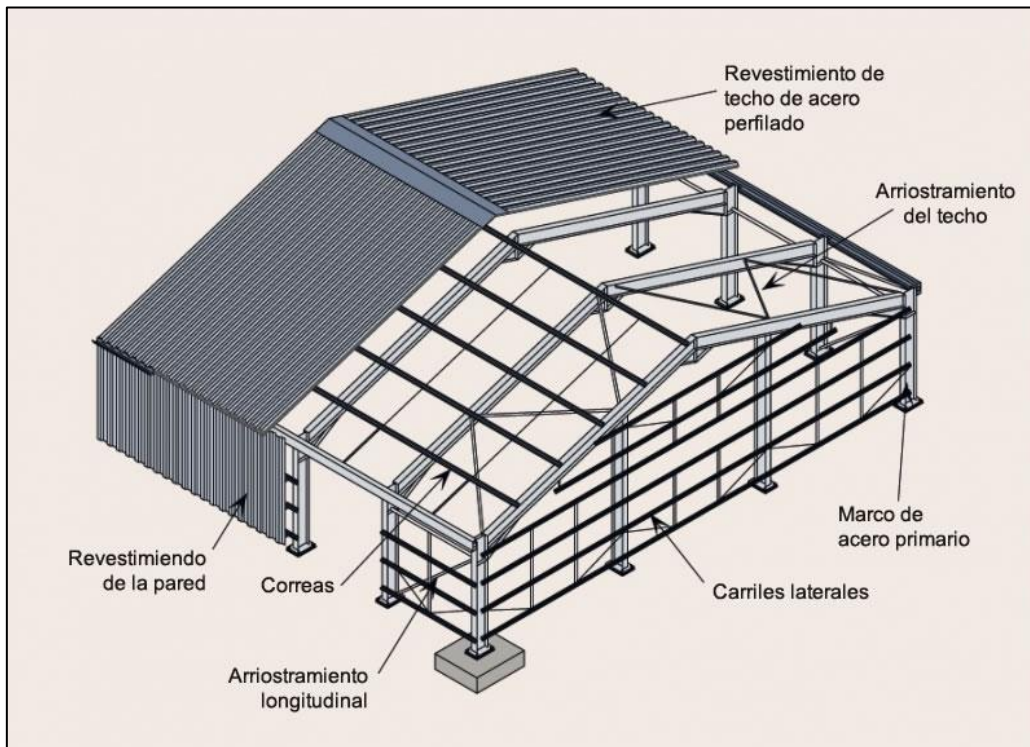 Revestimiento de
techo de acero
perfilado
Arriostramiento
del techo
Marco de
acero primario
Carriles laterales
Correas
Revestimiendo
de la pared
Arriostramiento
longitudinal